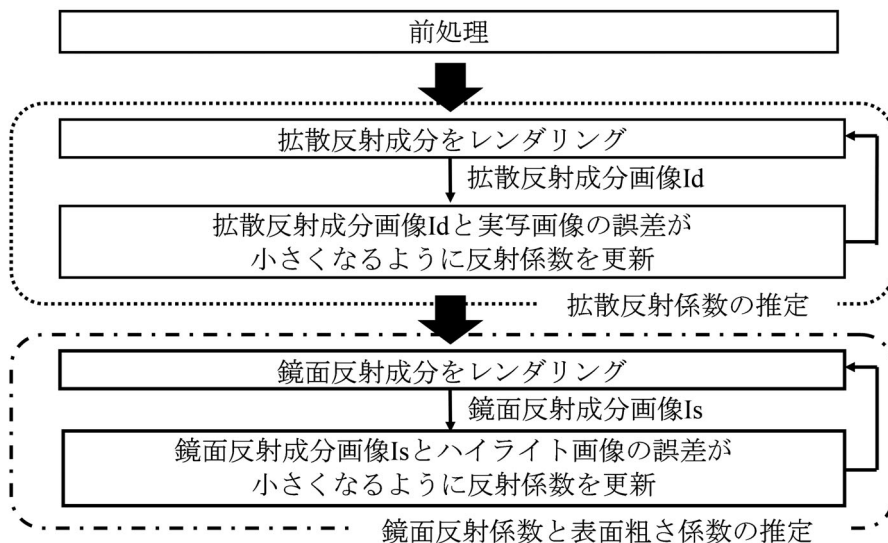 前処理
拡散反射成分をレンダリング
拡散反射成分画像Id
拡散反射成分画像Idと実写画像の誤差が
小さくなるように反射係数を更新
拡散反射係数の推定
鏡面反射成分をレンダリング
鏡面反射成分画像Is
鏡面反射成分画像Isとハイライト画像の誤差が
小さくなるように反射係数を更新
鏡面反射係数と表面粗さ係数の推定